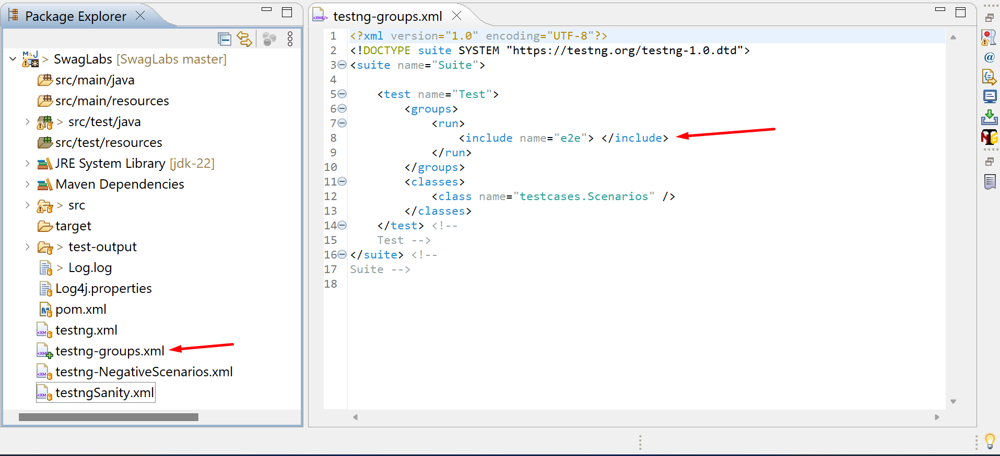 Package Explorer
> SwagLabs [SwagLabs master]
src/main/java
src/main/resources
> src/test/java
src/test/resources
JRE System Library [jdk-22]
Maven Dependencies
> src
target
> test-output
> Log.log
Log4j.properties
pom.xml
testng.xml
testng-groups.xml
testng-NegativeScenarios.xml
testngSanity.xml
testng-groups.xml
1 <?xml version="1.0" encoding="UTF-8"?>
2 <!DOCTYPE suite SYSTEM "https://testng.org/testng-1.0.dtd">
3 <suite name="Suite">
4
5 <test name="Test">
6 <groups>
7 <run>
8 <include name="e2e"> </include>
9 </run>
10 </groups>
11 <classes>
12 <class name="testcases.Scenarios" />
13 </classes>
14 </test> <!--
15 Test -->
16 </suite> <!--
17 Suite -->
18